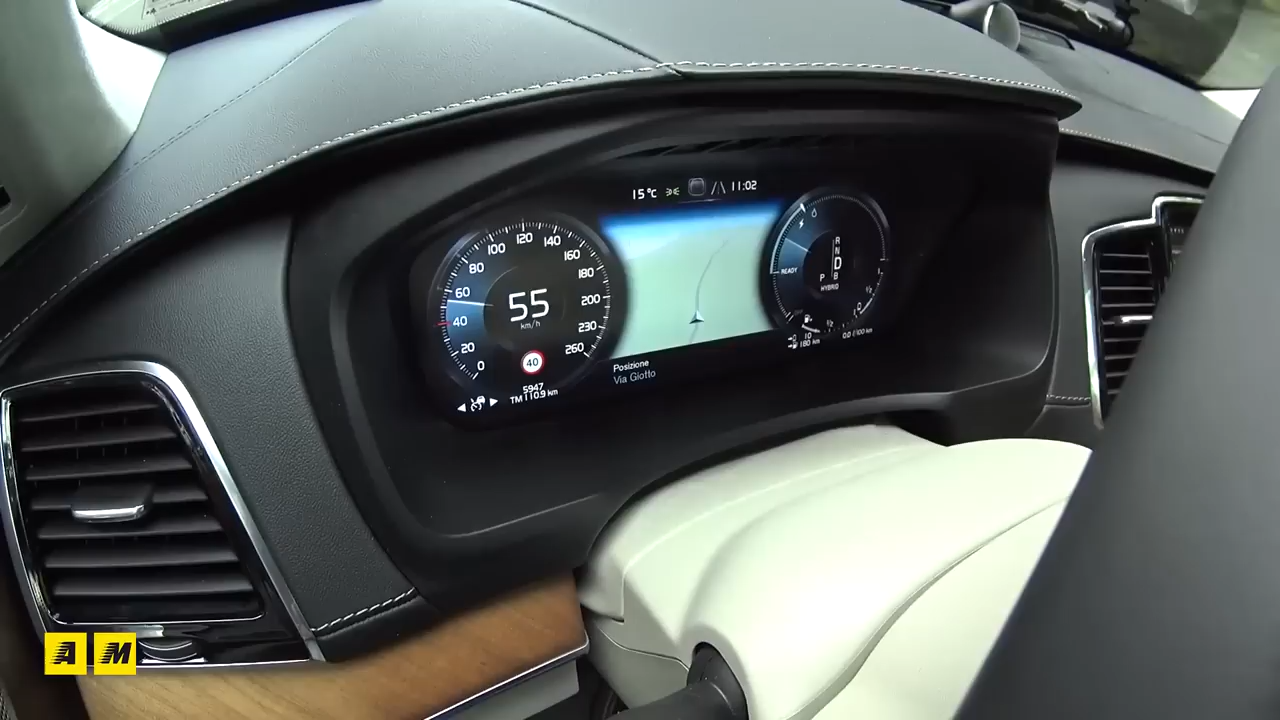 15°C 11:02
0
20
40
60
80
100
120
140
160
180
200
230
260
55
km/h
40
5947
TM 110.9 km
Posizione
Via Giotto
READY
R
N
D
B
P
HYBRID
180 km
0.0 l/100 km
AM